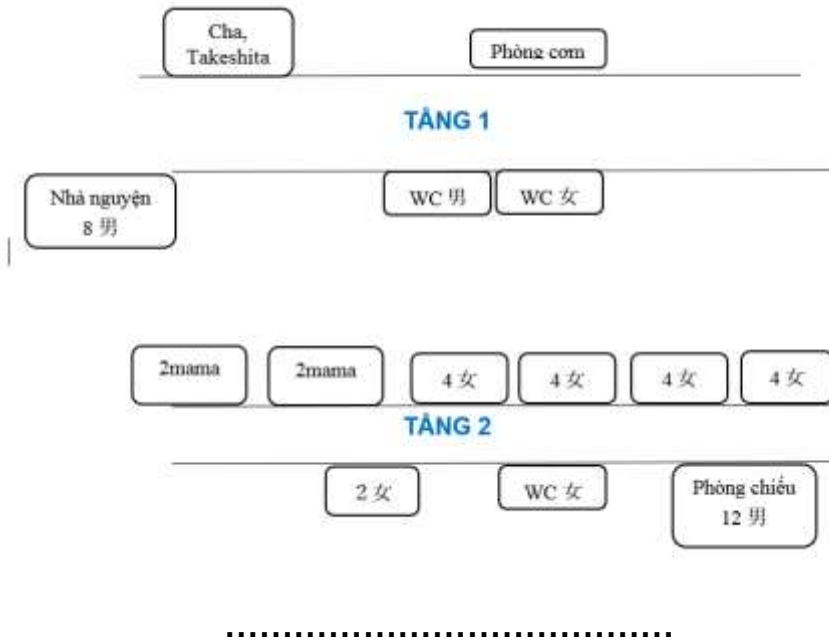 Cha,
Takeshita
Phòng cơm
TẦNG 1
Nhà nguyện
8 男
WC 男
WC 女
2mama
2mama
4 女
4 女
4 女
4 女
TẦNG 2
2 女
WC 女
Phòng chiếu
12 男